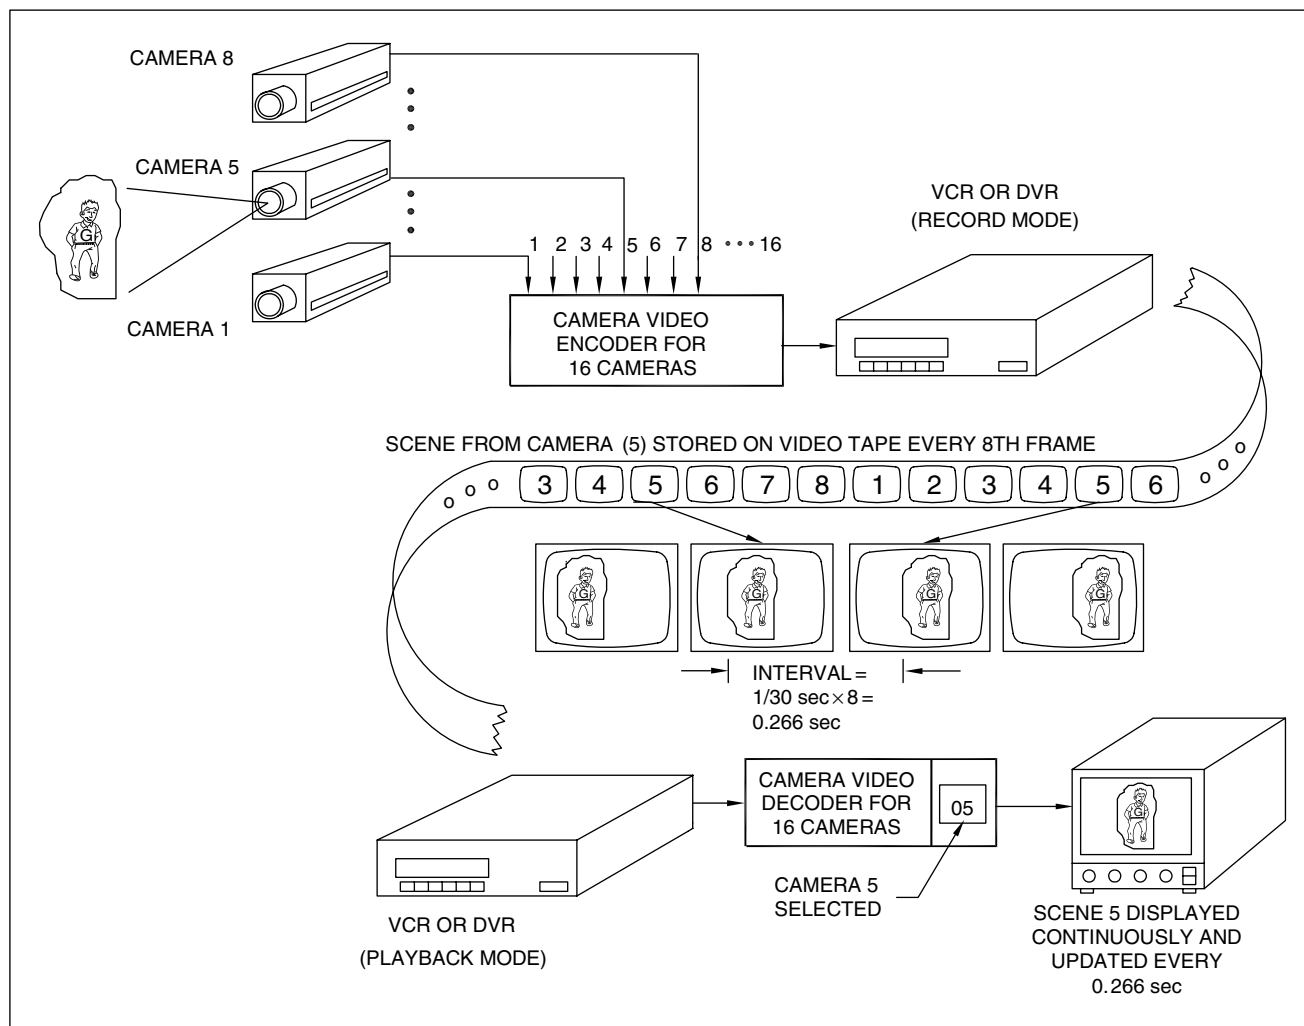 CAMERA 8
CAMERA 5
G
CAMERA 1
1 2 3 4 5 6 7 8 ••• 16
CAMERA VIDEO
ENCODER FOR
16 CAMERAS
VCR OR DVR
(RECORD MODE)
SCENE FROM CAMERA (5) STORED ON VIDEO TAPE EVERY 8TH FRAME
3 4 5 6 7 8 1 2 3 4 5 6
G G G G
INTERVAL =
1/30 sec × 8 =
0.266 sec
CAMERA VIDEO
DECODER FOR
16 CAMERAS
05
G
CAMERA 5
SELECTED
VCR OR DVR
(PLAYBACK MODE)
SCENE 5 DISPLAYED
CONTINUOUSLY AND
UPDATED EVERY
0.266 sec